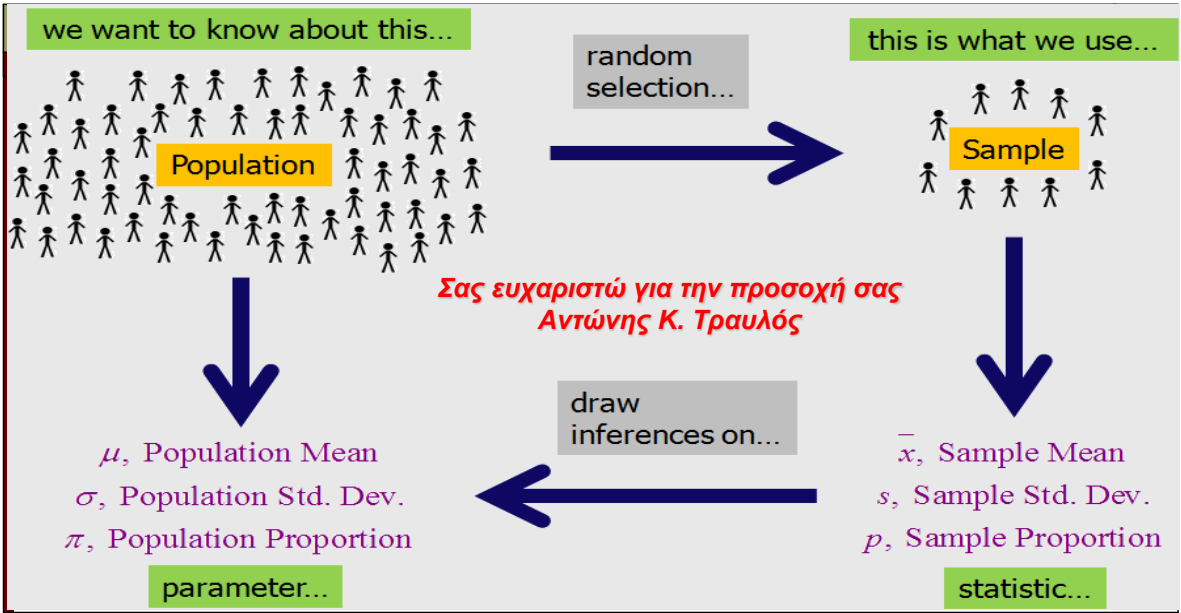 we want to know about this...
random
selection...
this is what we use...
Population
Sample
Σας ευχαριστώ για την προσοχή σας
Αντώνης Κ. Τραυλός
draw
inferences on...
μ, Population Mean
σ, Population Std. Dev.
π, Population Proportion
parameter...
x̄, Sample Mean
s, Sample Std. Dev.
p, Sample Proportion
statistic...